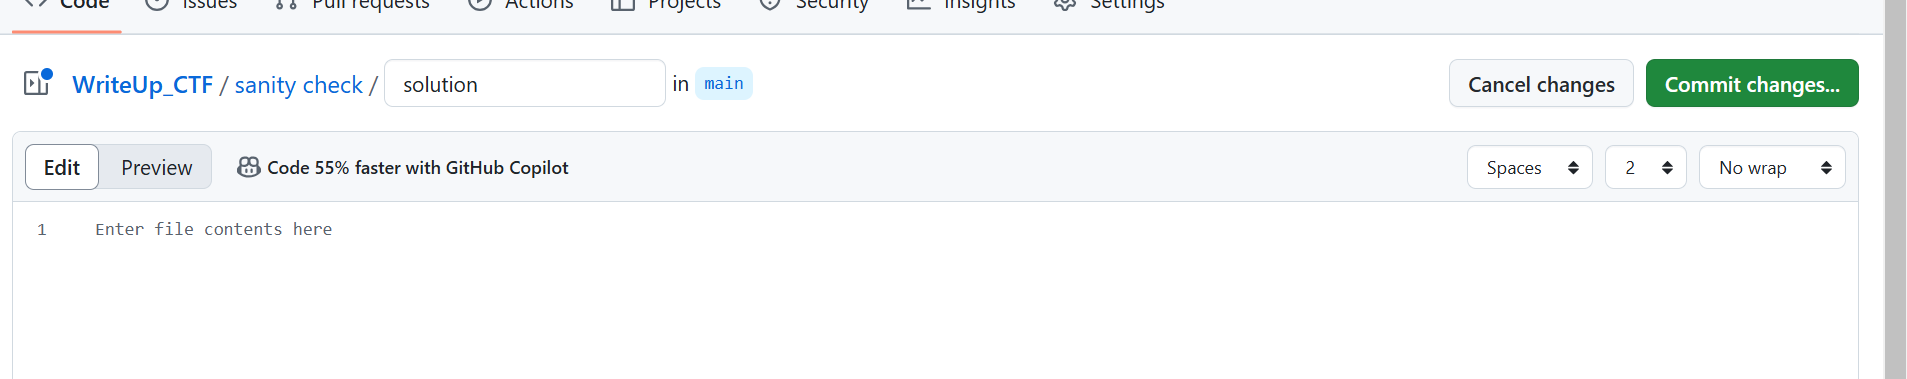 Code Issues Pull requests Actions Projects Security Insights Settings
WriteUp_CTF / sanity check / solution in main Cancel changes Commit changes...
Edit Preview Code 55% faster with GitHub Copilot Spaces 2 No wrap
1 Enter file contents here